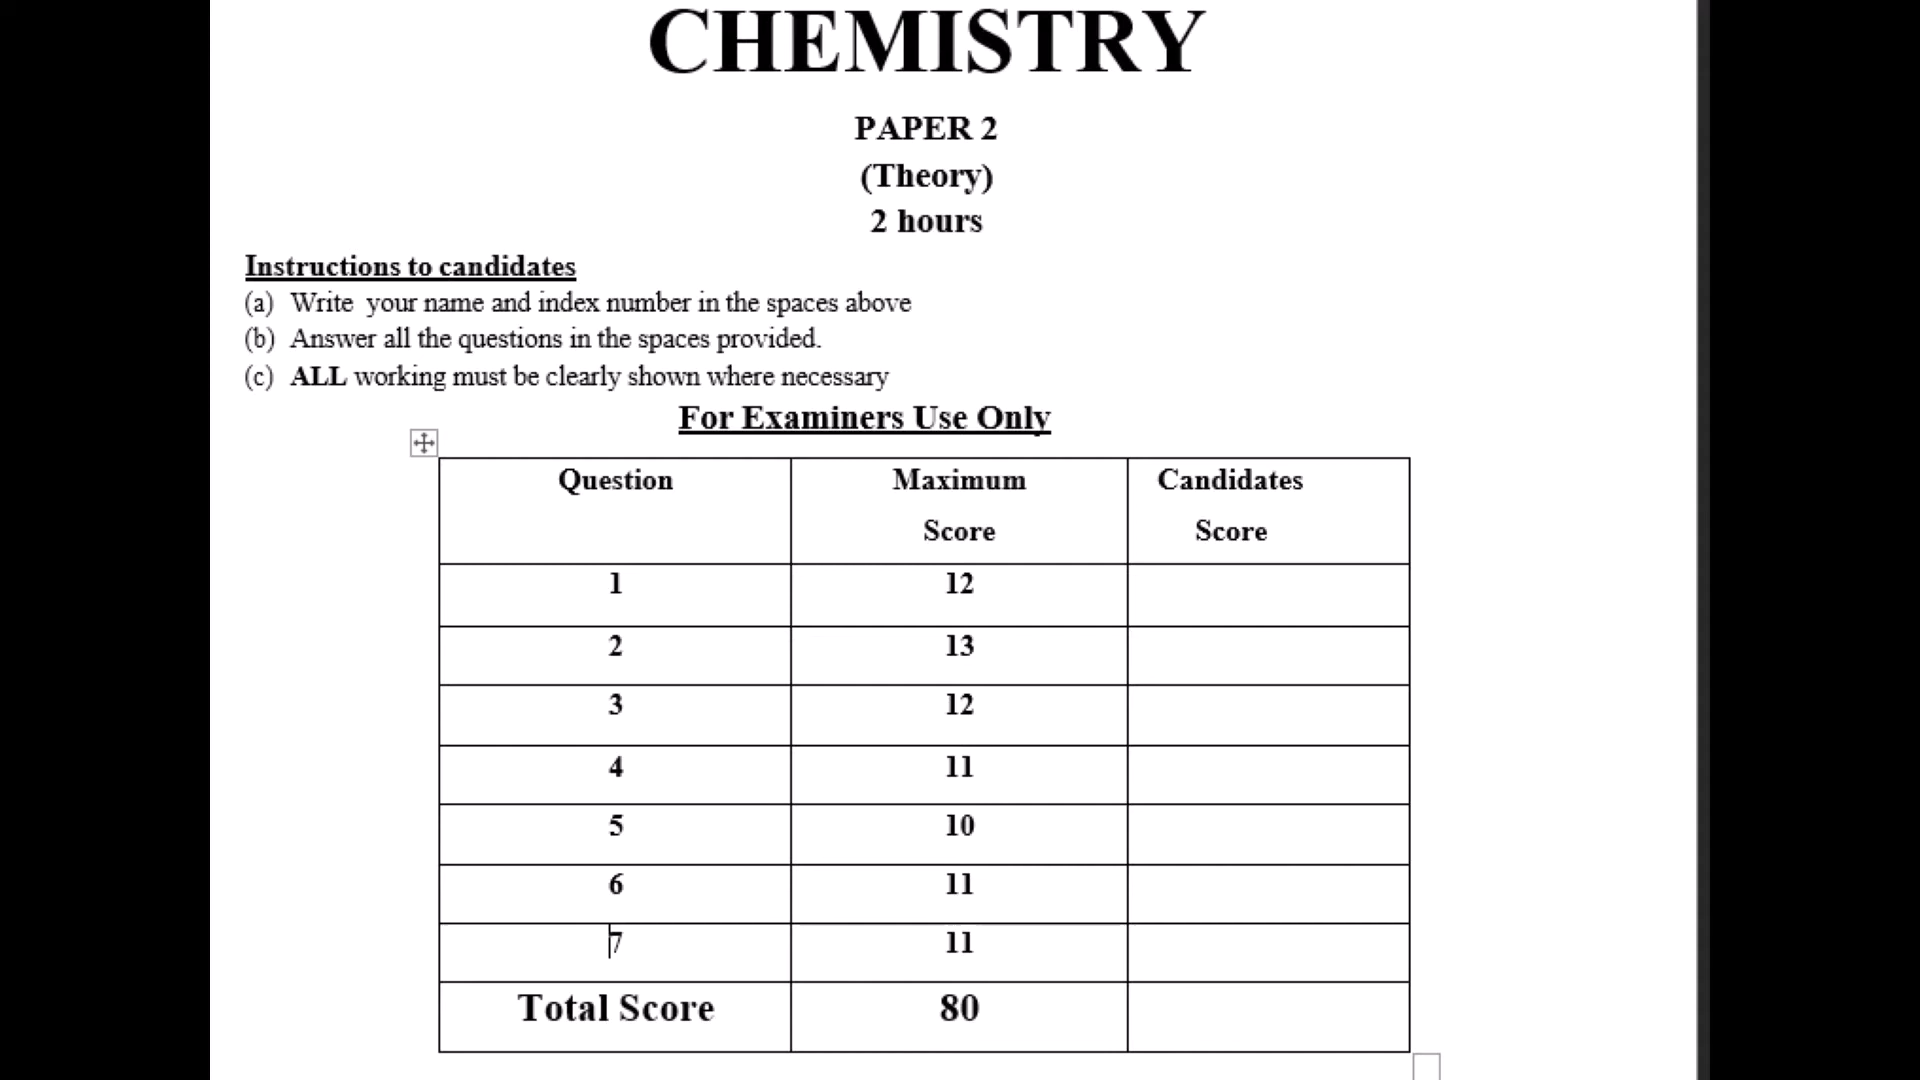 CHEMISTRY
PAPER 2
(Theory)
2 hours
Instructions to candidates
(a) Write your name and index number in the spaces above
(b) Answer all the questions in the spaces provided.
(c) ALL working must be clearly shown where necessary
For Examiners Use Only
Question Maximum Score Candidates Score
1 12
2 13
3 12
4 11
5 10
6 11
7 11
Total Score 80